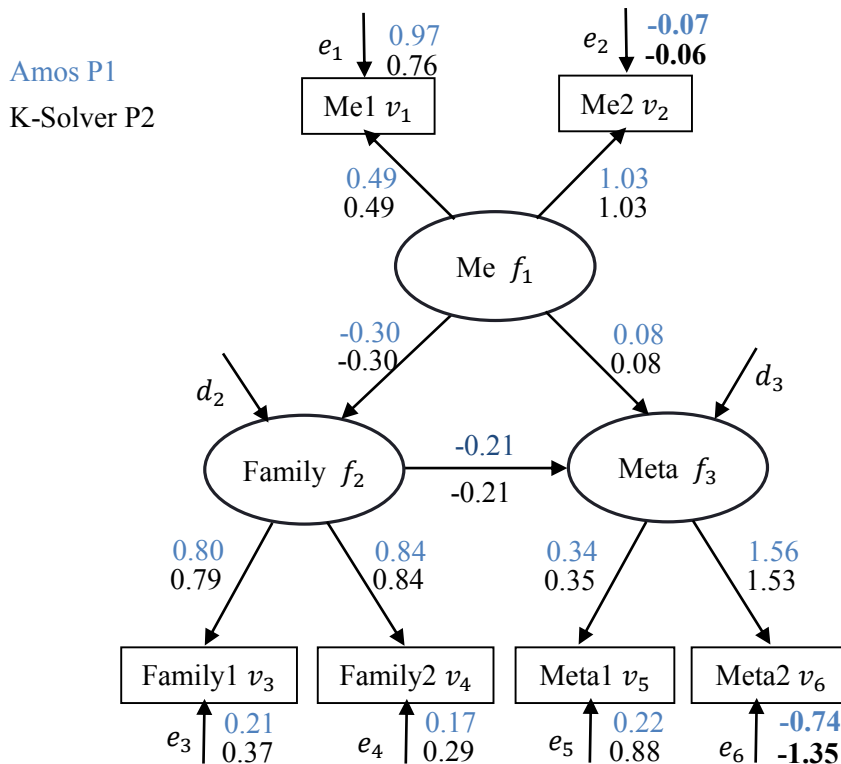 e₁ 0.97 e₂ -0.07
0.76 -0.06
Amos P1
K-Solver P2
Me1 v₁ Me2 v₂
0.49 1.03
0.49 1.03
Me f₁
-0.30 0.08
-0.30 0.08
d₂ d₃
-0.21
Family f₂ Meta f₃
-0.21
0.80 0.84 0.34 1.56
0.79 0.84 0.35 1.53
Family1 v₃ Family2 v₄ Meta1 v₅ Meta2 v₆
0.21 0.17 0.22 -0.74
e₃ 0.37 e₄ 0.29 e₅ 0.88 e₆ -1.35